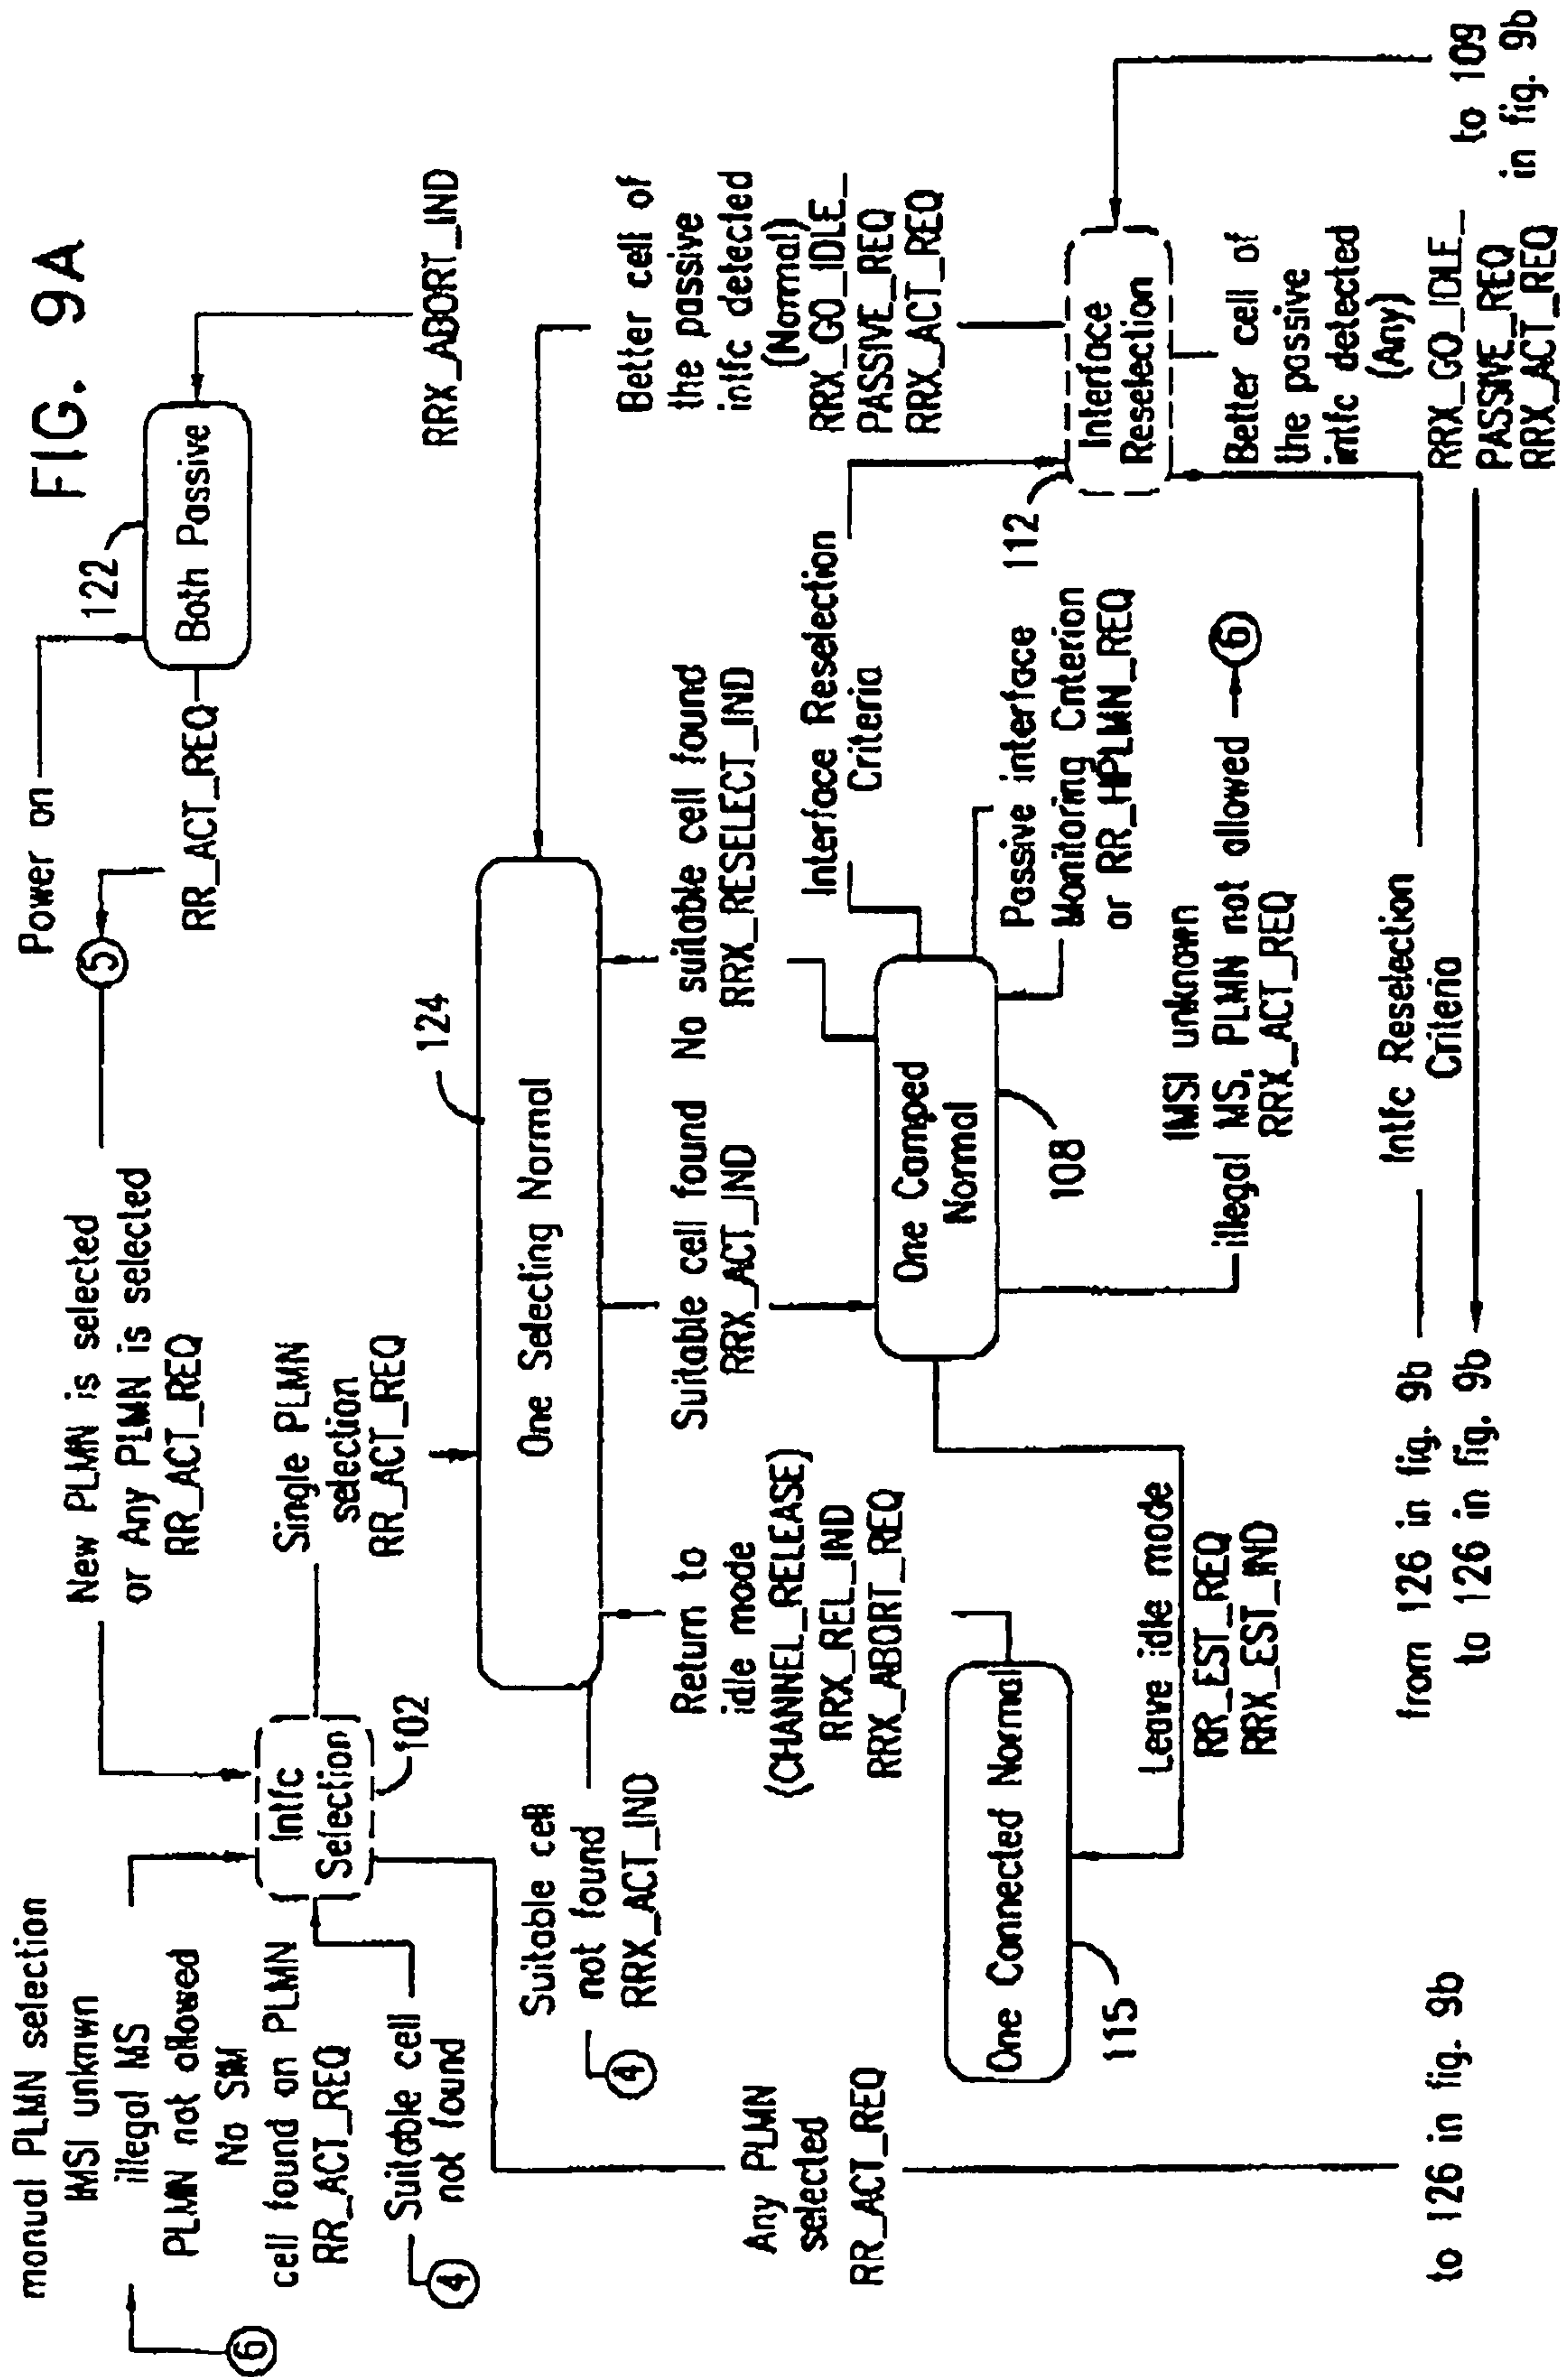 FIG. 9A
manual PLMN selection
IMSI unknwn
illegal MS
PLMN not allowed
No SIM
cell found on PLMN
RR_ACT_REQ
6
4
Suitable cell
not found
New PLMN is selected
or Any PLMN is selected
RR_ACT_REQ
5
Power on
RR_ACT_REQ
122
Both Passive
RRX_ABORT_IND
Intfc
Selection
102
Single PLMN
selection
RR_ACT_REQ
124
One Selecting Normal
Suitable cell
not found
RRX_ACT_IND
4
Any PLMN
selected
RR_ACT_REQ
to 126 in fig. 9b
Return to
idle mode
(CHANNEL_RELEASE)
RRX_REL_IND
RRX_ABORT_REQ
Suitable cell found
RRX_ACT_IND
No suitable cell found
RRX_RESELECT_IND
Better cell of
the passive
intfc detected
(Normal)
RRX_GO_IDLE_
PASSIVE_REQ
RRX_ACT_REQ
One Connected Normal
115
Leave idle mode
RR_EST_REQ
RRX_EST_IND
One Camped
Normal
108
Interface Reselection
Criteria
Passive interface
Monitoring Criterion
or RR_HPLMN_REQ
IMSI unknown
illegal MS, PLMN not allowed
RRX_ACT_REQ
6
112
Interface
Reselection
Better cell of
the passive
intfc detected
(Any)
RRX_GO_IDLE_
PASSIVE_REQ
RRX_ACT_REQ
from 126 in fig. 9b
Intfc Reselection
Criteria
to 126 in fig. 9b
to 109
in fig. 9b